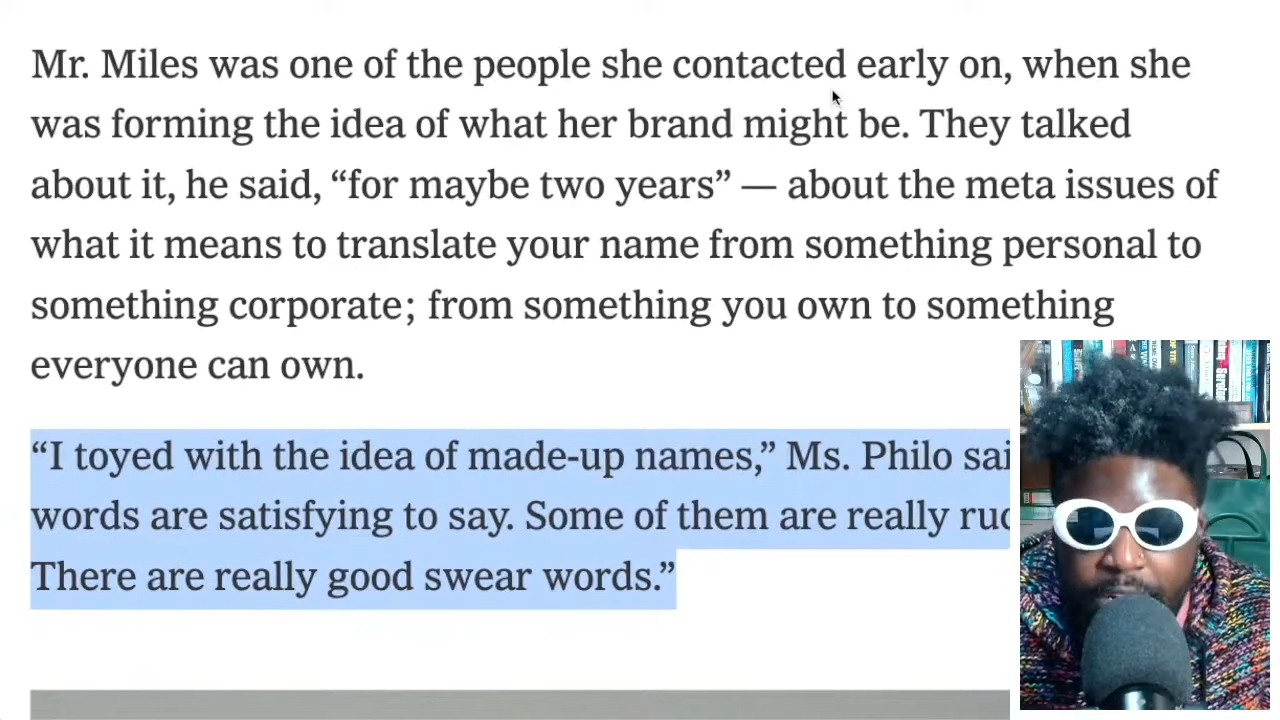 Mr. Miles was one of the people she contacted early on, when she
was forming the idea of what her brand might be. They talked
about it, he said, “for maybe two years” — about the meta issues of
what it means to translate your name from something personal to
something corporate; from something you own to something
everyone can own.
“I toyed with the idea of made-up names,” Ms. Philo
words are satisfying to say. Some of them are really
There are really good swear words.”